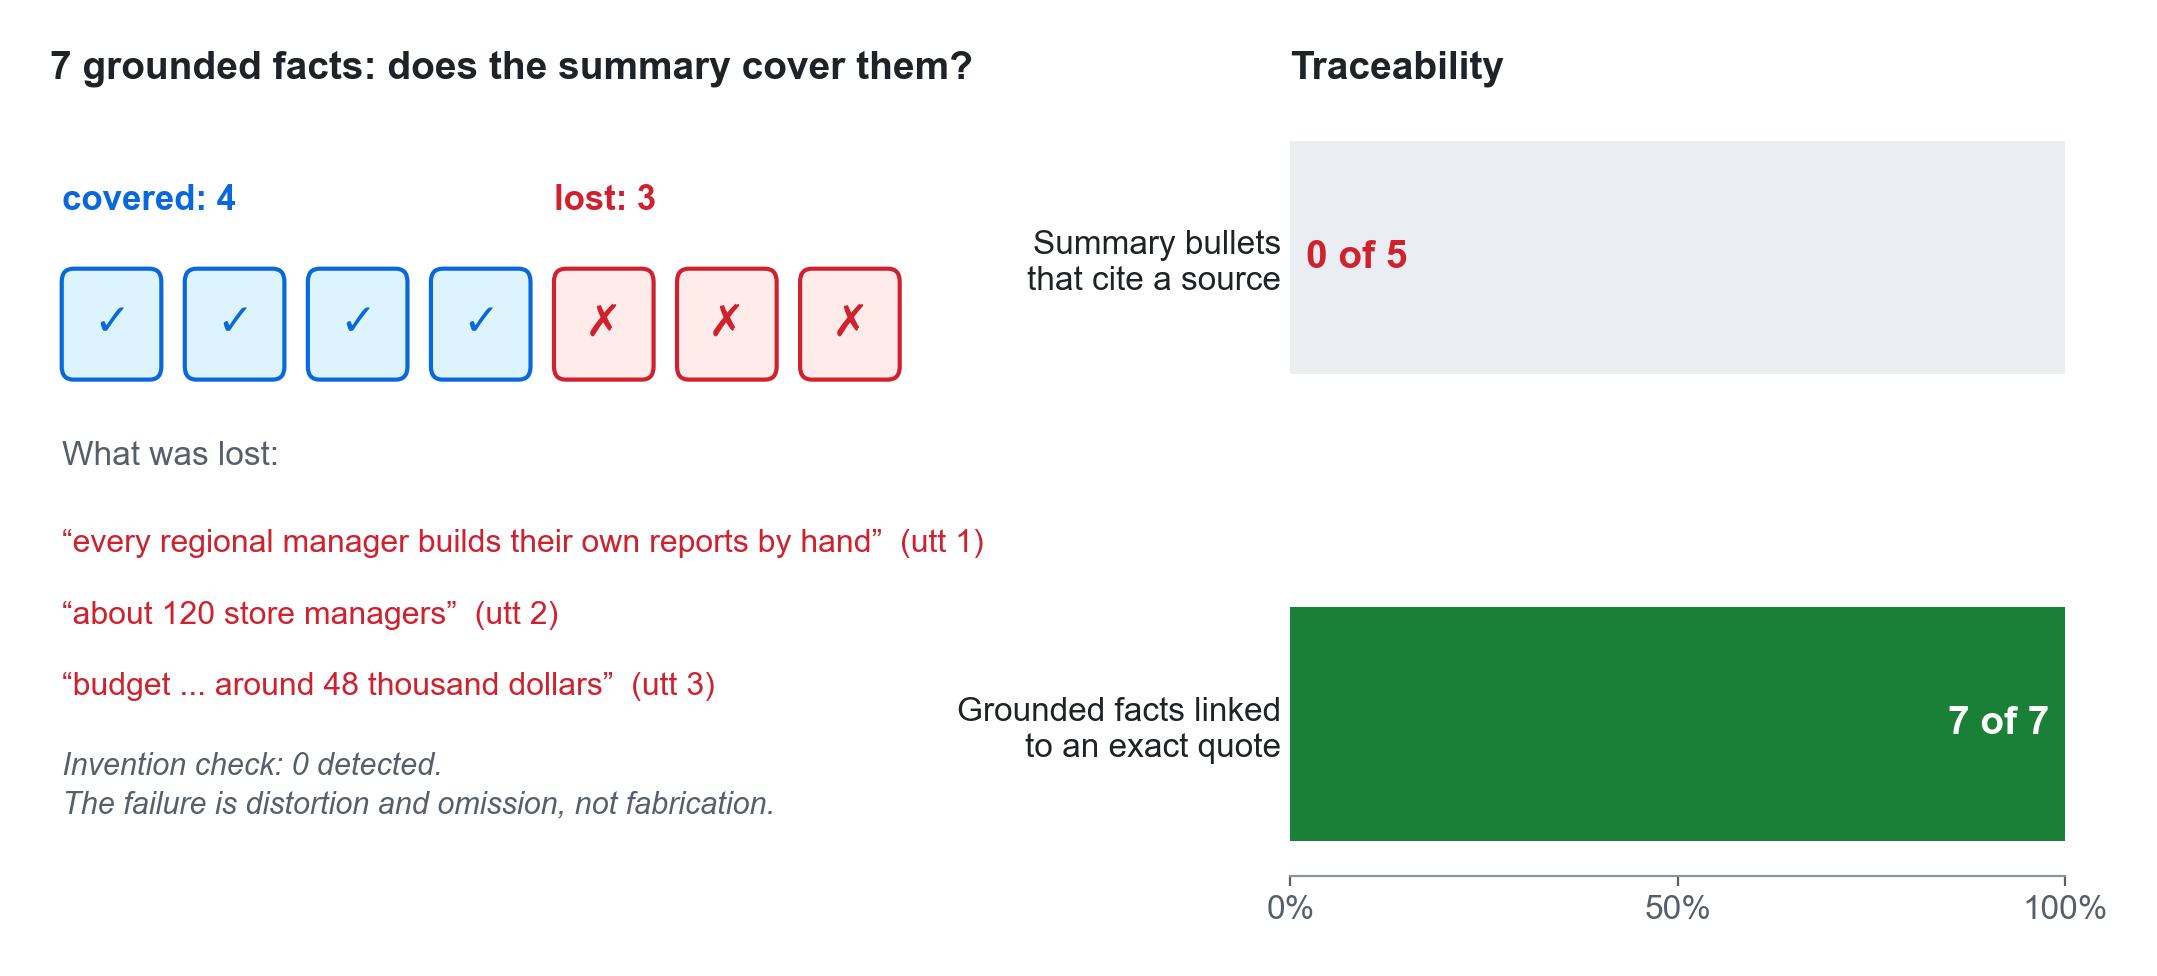 7 grounded facts: does the summary cover them?
covered: 4
lost: 3
✓ ✓ ✓ ✓ ✗ ✗ ✗
What was lost:
“every regional manager builds their own reports by hand”  (utt 1)
“about 120 store managers”  (utt 2)
“budget ... around 48 thousand dollars”  (utt 3)
Invention check: 0 detected.
The failure is distortion and omission, not fabrication.
Traceability
Summary bullets
that cite a source
0 of 5
Grounded facts linked
to an exact quote
7 of 7
0% 50% 100%